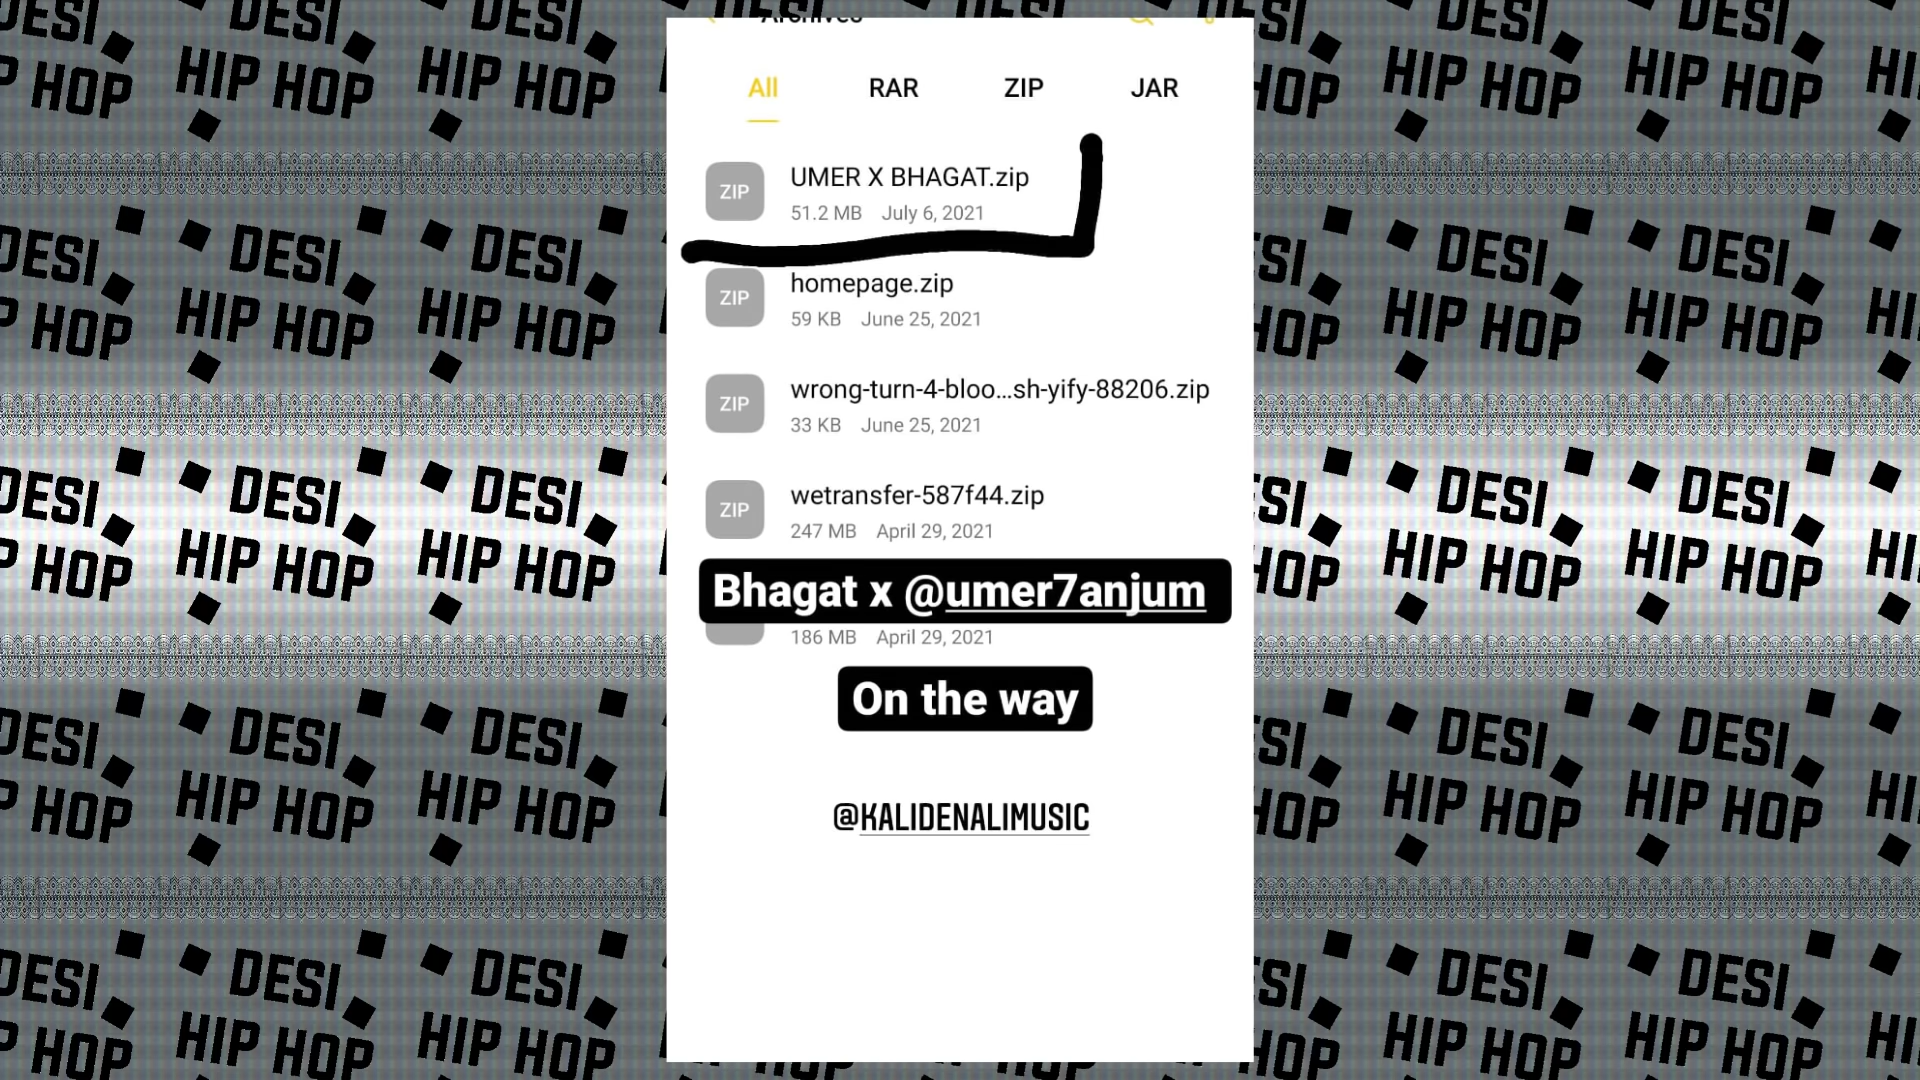 Archives
All RAR ZIP JAR
ZIP UMER X BHAGAT.zip
51.2 MB July 6, 2021
ZIP homepage.zip
59 KB June 25, 2021
ZIP wrong-turn-4-bloo...sh-yify-88206.zip
33 KB June 25, 2021
ZIP wetransfer-587f44.zip
247 MB April 29, 2021
Bhagat x @umer7anjum
186 MB April 29, 2021
On the way
@KALIDENALIMUSIC
DESI
HIP HOP